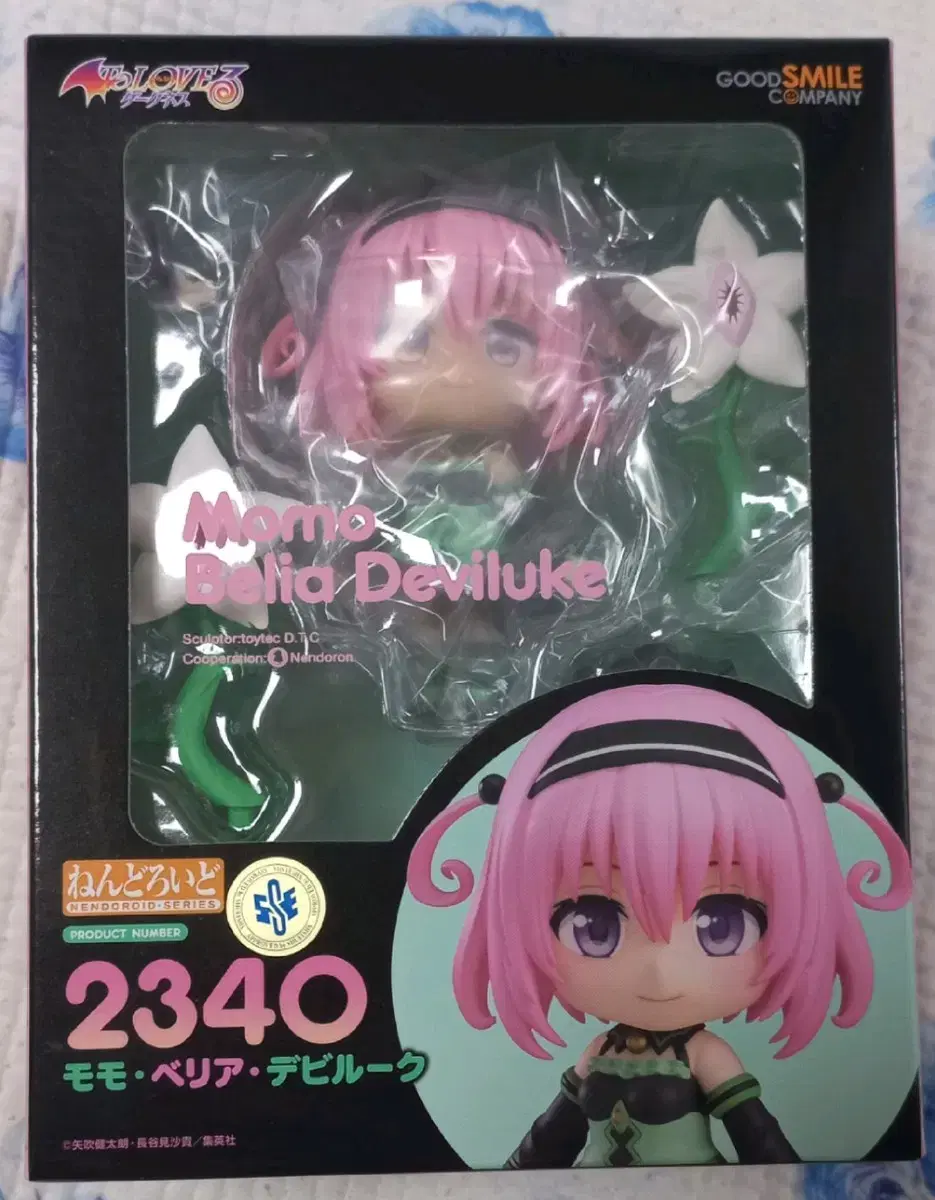 To LOVEる
ダークネス
GOOD SMILE
COMPANY
Momo
Belia Deviluke
Sculptor:toytec D.T.C
Cooperation: Nendoron
ねんどろいど
NENDOROID·SERIES
PRODUCT NUMBER
2340
モモ・ベリア・デビルーク
©矢吹健太朗・長谷見沙貴／集英社